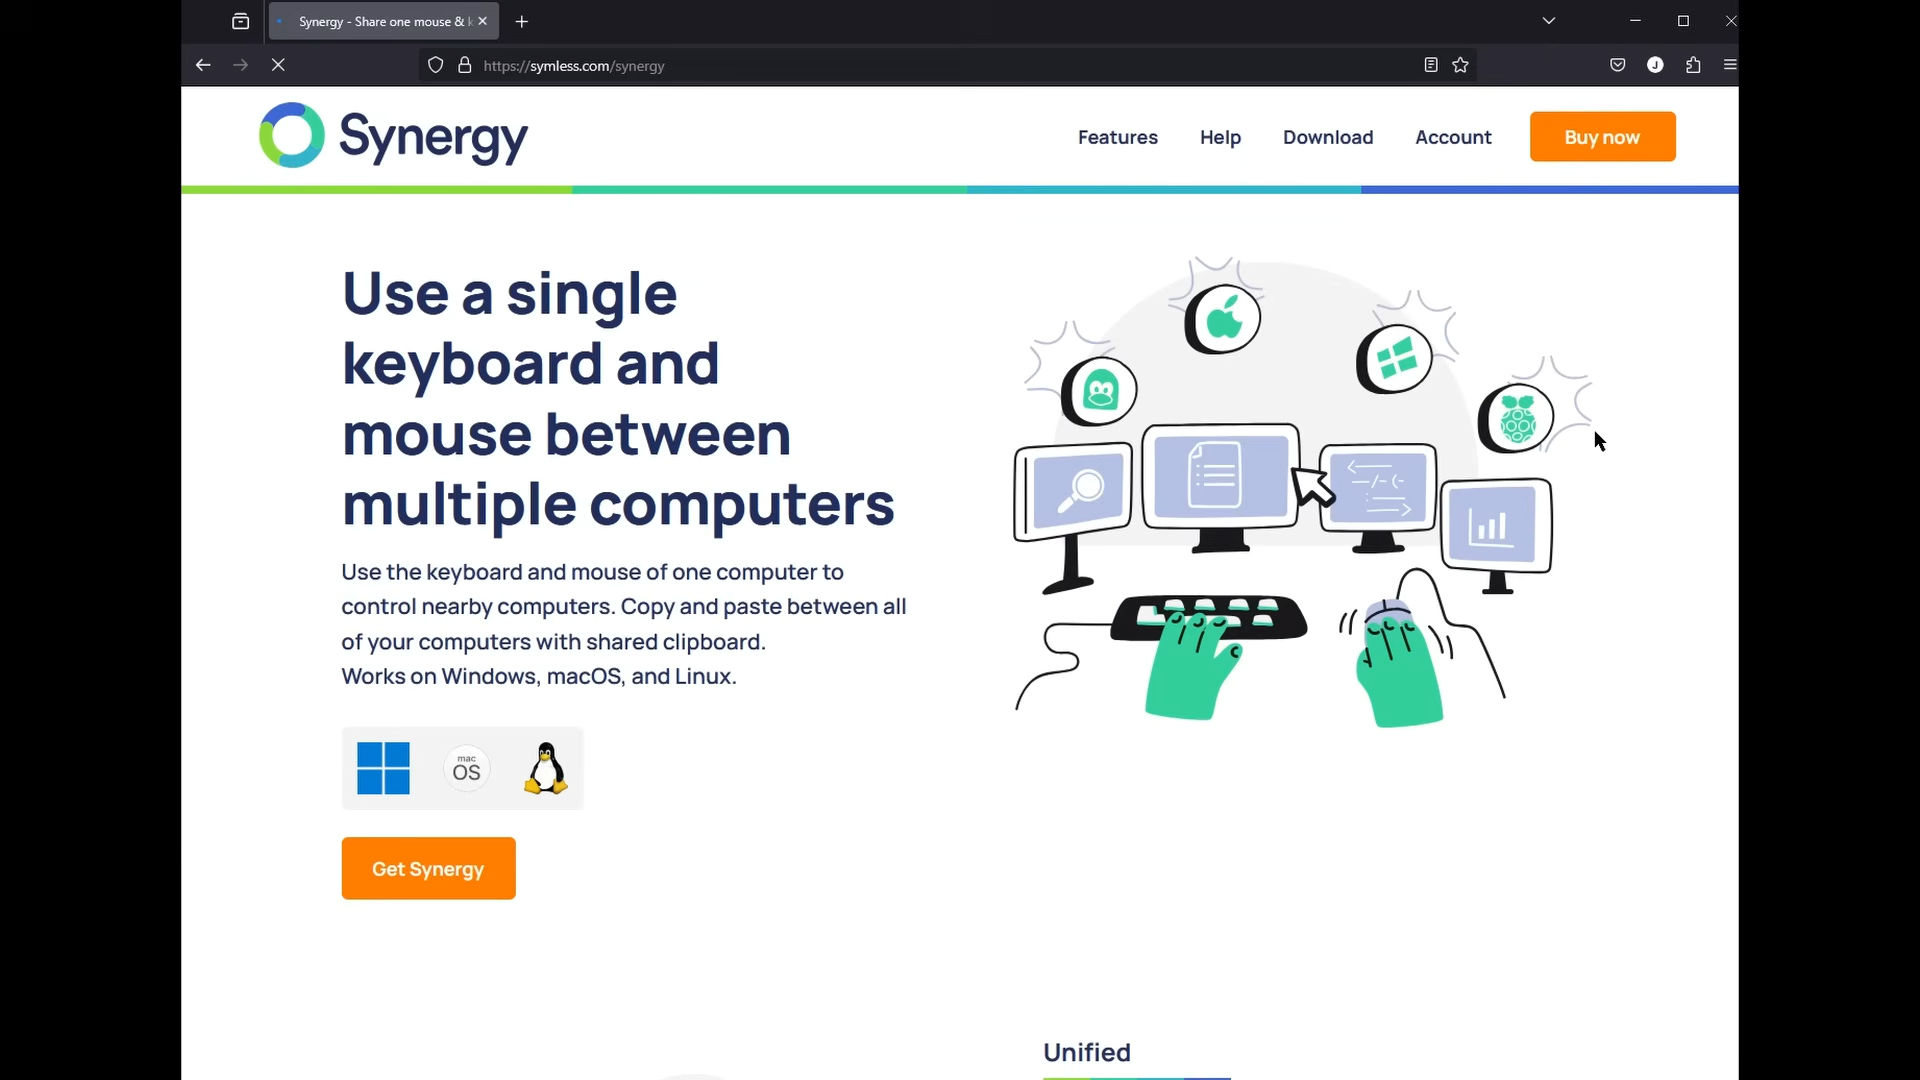 Synergy - Share one mouse & k
https://symless.com/synergy
J
Synergy
Features
Help
Download
Account
Buy now
Use a single
keyboard and
mouse between
multiple computers
Use the keyboard and mouse of one computer to
control nearby computers. Copy and paste between all
of your computers with shared clipboard.
Works on Windows, macOS, and Linux.
mac
OS
Get Synergy
Unified